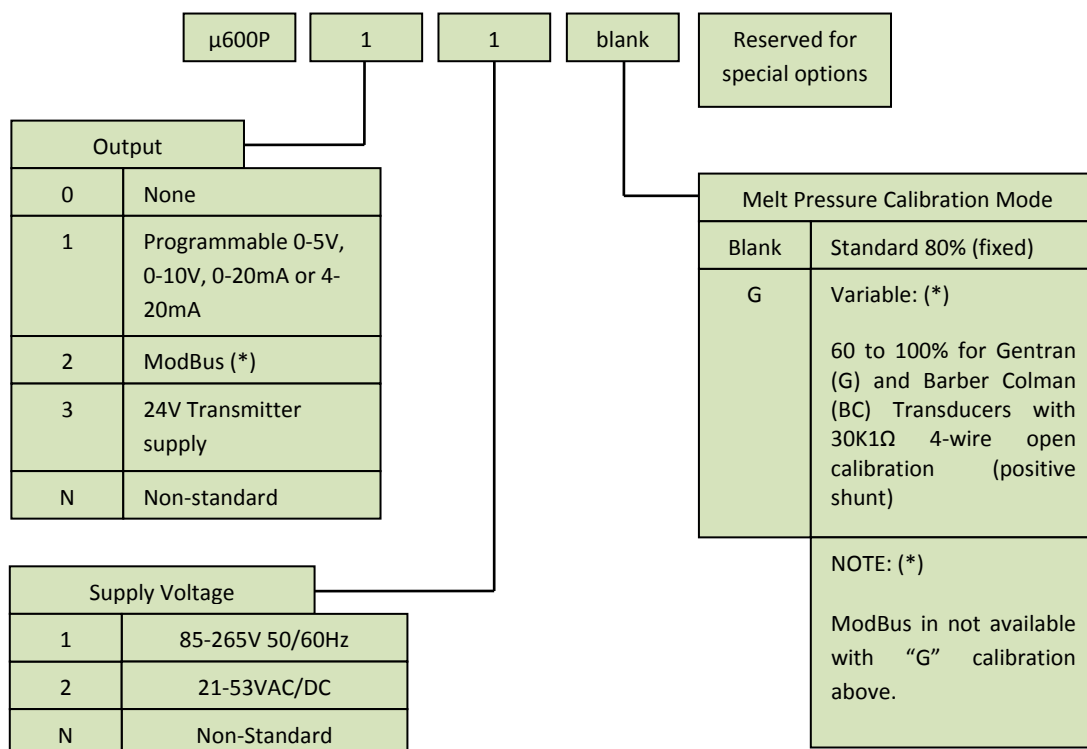 µ600P
1
1
blank
Reserved for
special options
Output
0 None
1 Programmable 0-5V,
0-10V, 0-20mA or 4-
20mA
2 ModBus (*)
3 24V Transmitter
supply
N Non-standard
Supply Voltage
1 85-265V 50/60Hz
2 21-53VAC/DC
N Non-Standard
Melt Pressure Calibration Mode
Blank Standard 80% (fixed)
G Variable: (*)
60 to 100% for Gentran
(G) and Barber Colman
(BC) Transducers with
30K1Ω 4-wire open
calibration (positive
shunt)
NOTE: (*)
ModBus in not available
with “G” calibration
above.